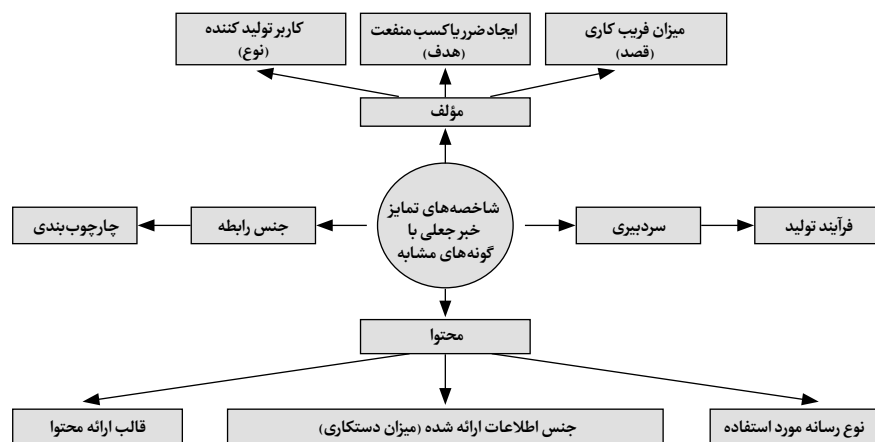 میزان فریب کاری
(قصد)
ایجاد ضرر یا کسب منفعت
(هدف)
کاربر تولید کننده
(نوع)
مؤلف
شاخصه‌های تمایز
خبر جعلی با
گونه‌های مشابه
فرآیند تولید
سردبیری
جنس رابطه
چارچوب‌بندی
محتوا
نوع رسانه مورد استفاده
جنس اطلاعات ارائه شده (میزان دستکاری)
قالب ارائه محتوا